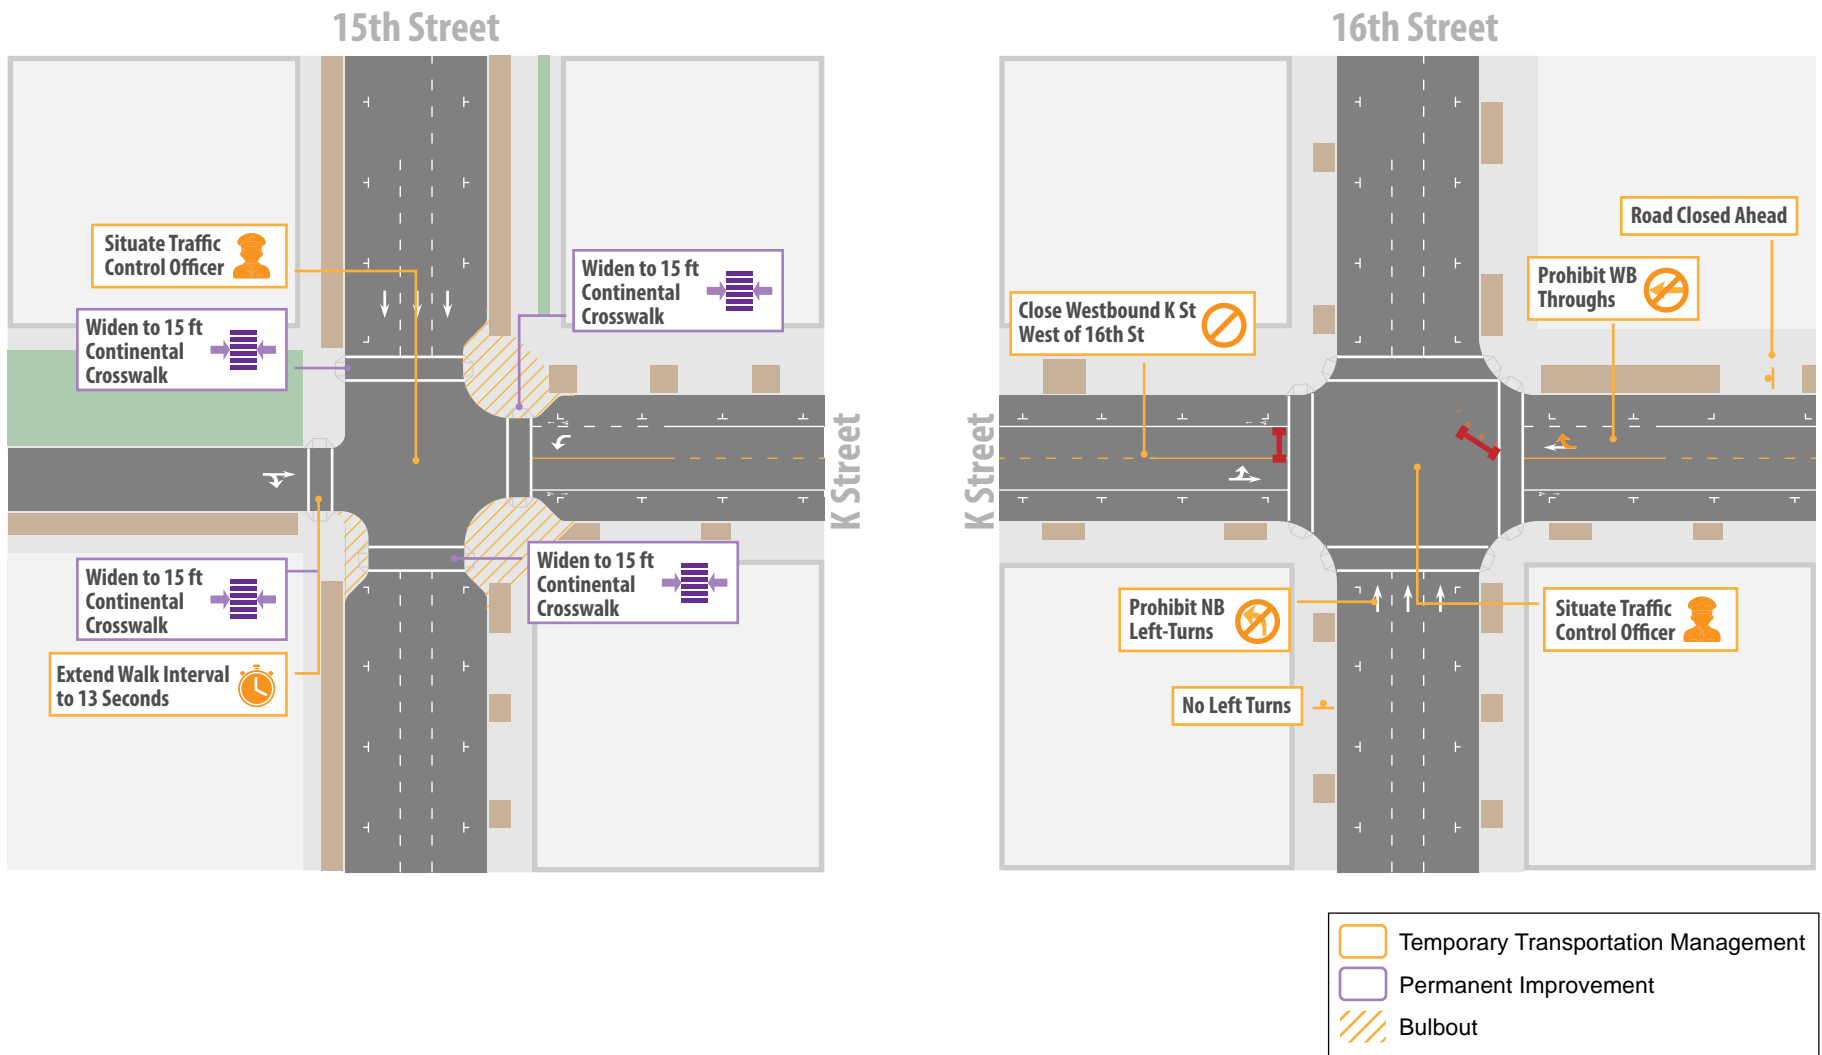 15th Street
16th Street
Situate Traffic
Control Officer
Widen to 15 ft
Continental
Crosswalk
Widen to 15 ft
Continental
Crosswalk
Widen to 15 ft
Continental
Crosswalk
Widen to 15 ft
Continental
Crosswalk
Extend Walk Interval
to 13 Seconds
K Street
K Street
Road Closed Ahead
Prohibit WB
Throughs
Close Westbound K St
West of 16th St
Prohibit NB
Left-Turns
Situate Traffic
Control Officer
No Left Turns
Temporary Transportation Management
Permanent Improvement
Bulbout